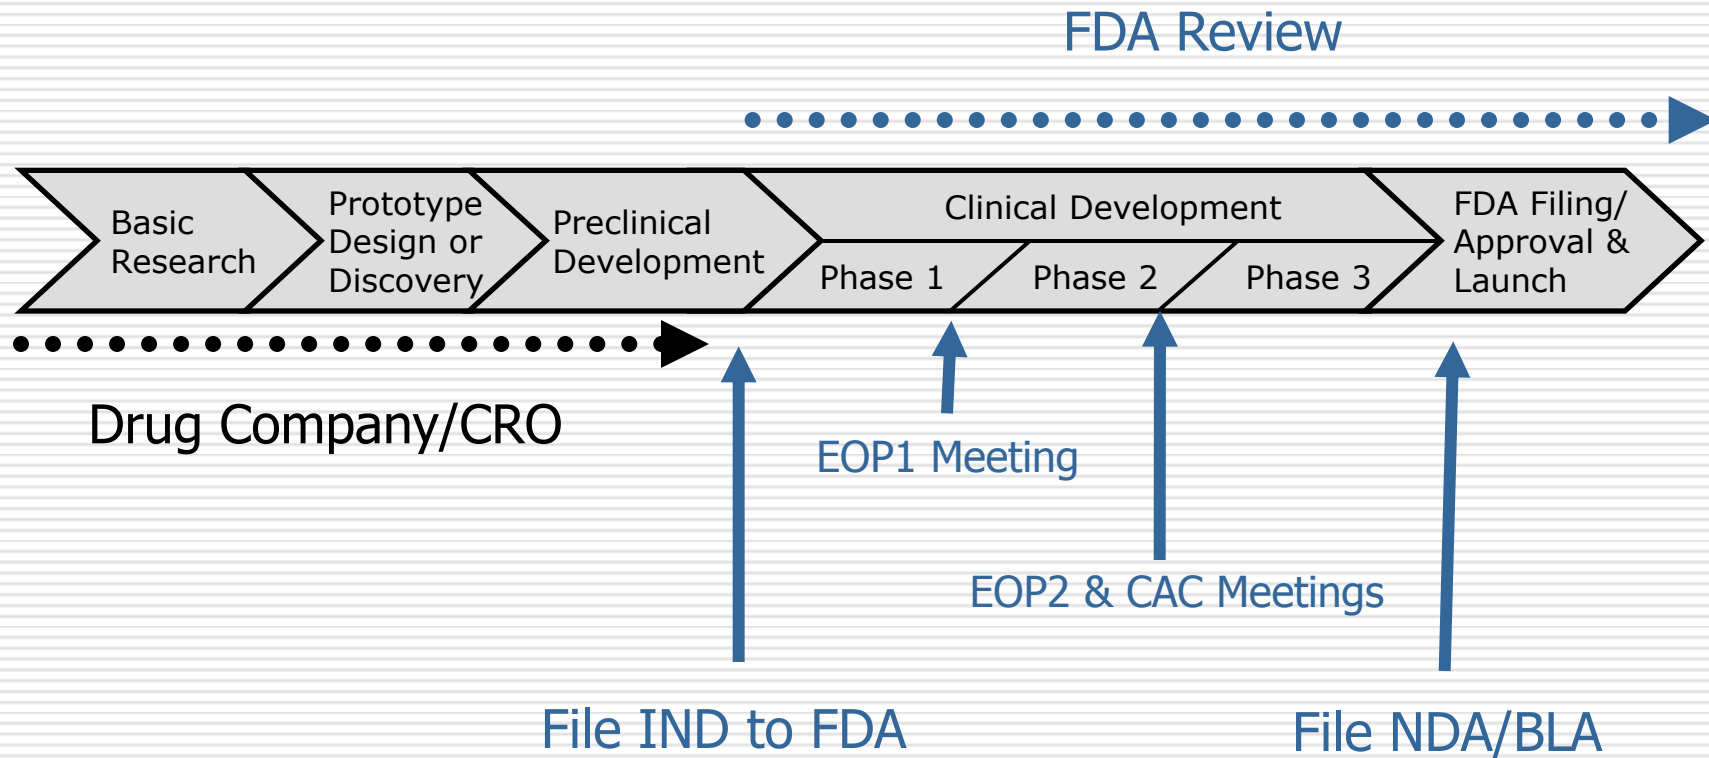 FDA Review
Basic
Research
Prototype
Design or
Discovery
Preclinical
Development
Clinical Development
Phase 1
Phase 2
Phase 3
FDA Filing/
Approval &
Launch
Drug Company/CRO
EOP1 Meeting
EOP2 & CAC Meetings
File IND to FDA
File NDA/BLA